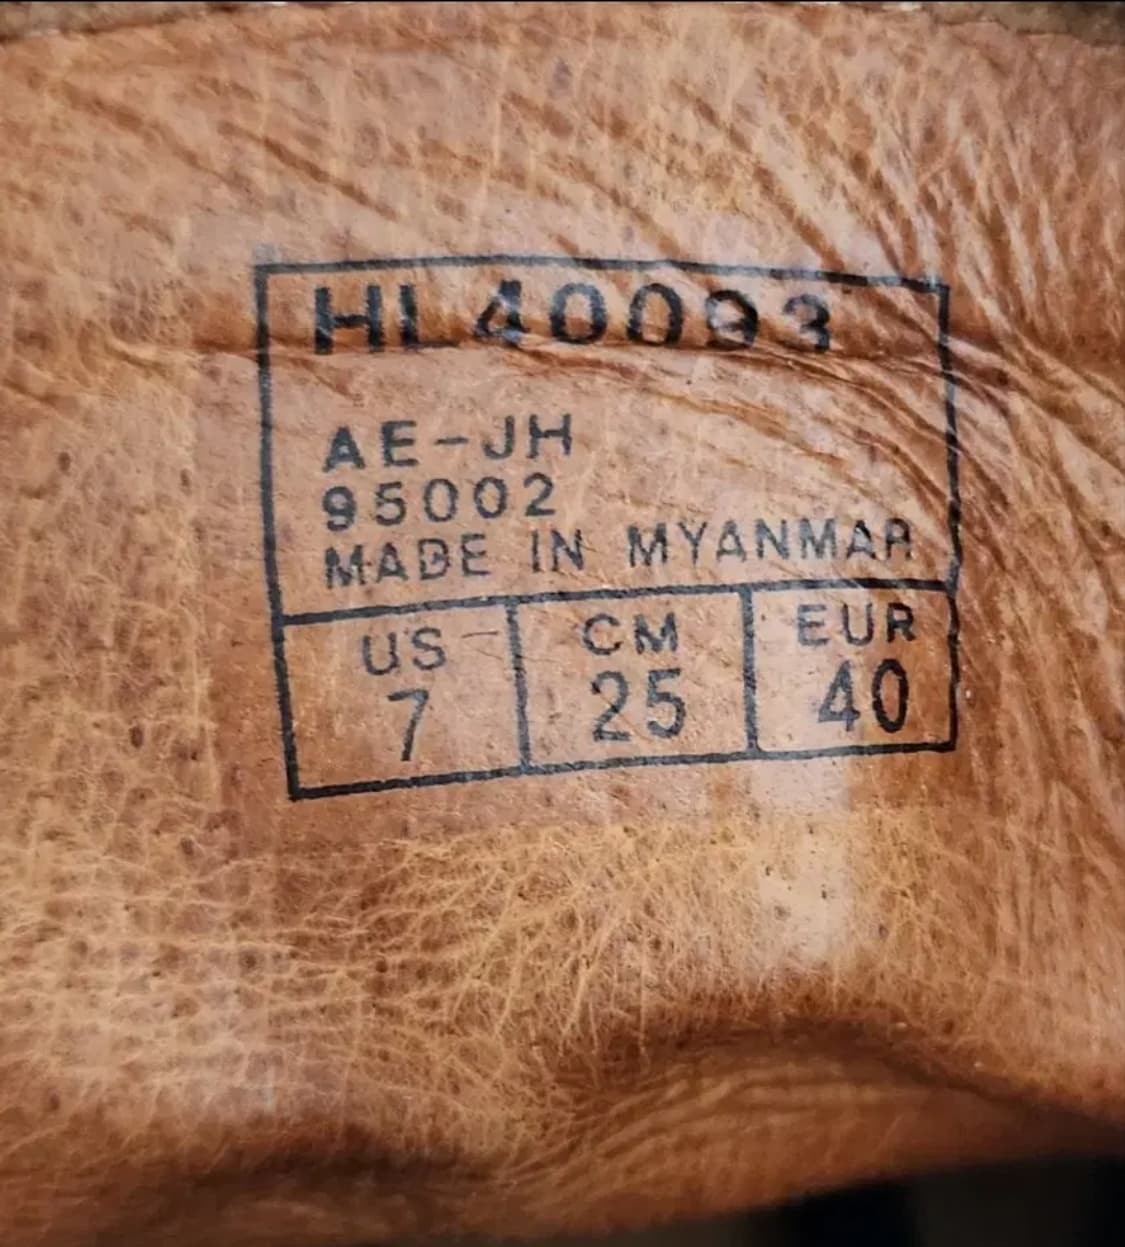 HL40093
AE-JH
95002
MADE IN MYANMAR
US CM EUR
7 25 40